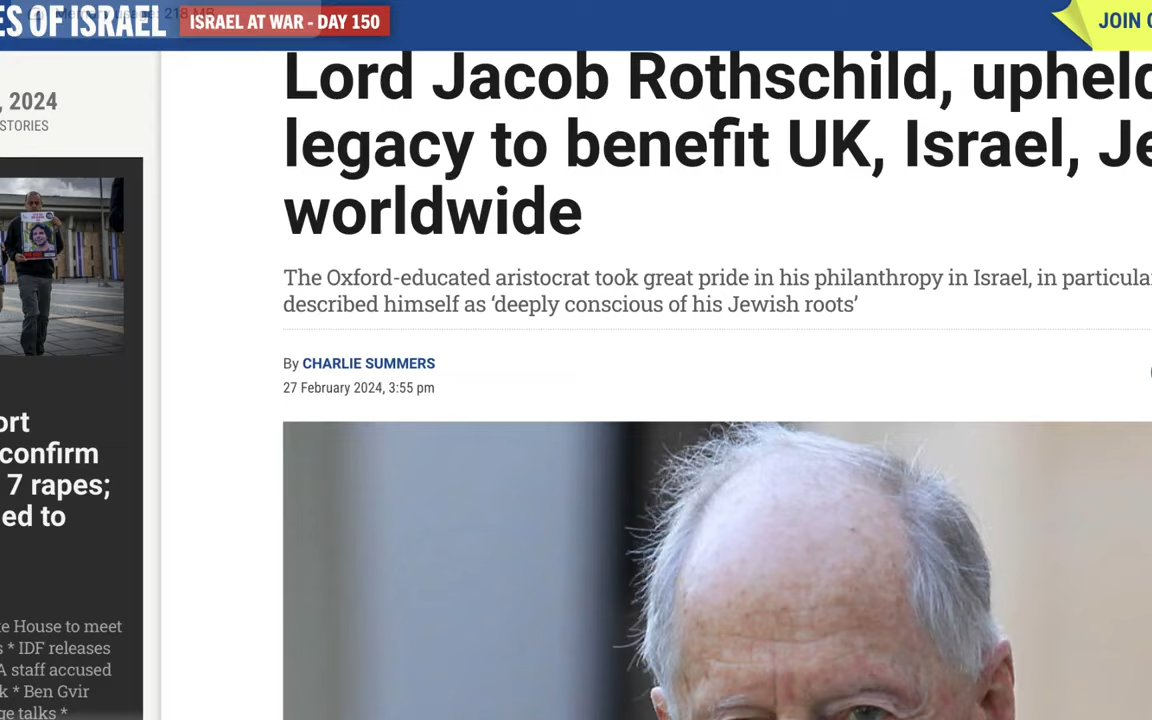 ES OF ISRAEL
ISRAEL AT WAR - DAY 150
JOIN
, 2024
STORIES
Lord Jacob Rothschild, upheld
legacy to benefit UK, Israel, Je
worldwide
The Oxford-educated aristocrat took great pride in his philanthropy in Israel, in particular
described himself as ‘deeply conscious of his Jewish roots’
By CHARLIE SUMMERS
27 February 2024, 3:55 pm
ort
confirm
7 rapes;
ed to
e House to meet
s * IDF releases
A staff accused
k * Ben Gvir
ge talks *